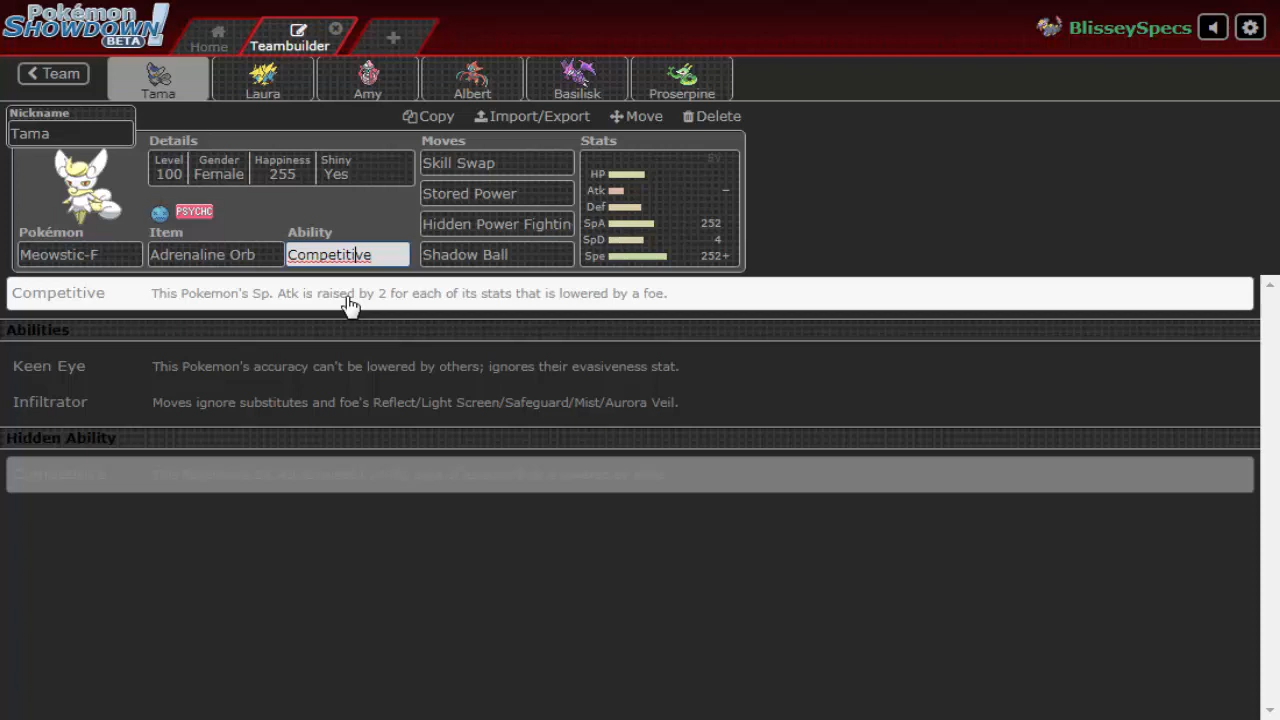 Pokémon
SHOWDOWN!
BETA!
Home
Teambuilder
+
BlisseySpecs
< Team
Tama
Laura
Amy
Albert
Basilisk
Proserpine
Nickname
Tama
Copy
Import/Export
Move
Delete
Details
Moves
Stats
Level
Gender
Happiness
Shiny
100
Female
255
Yes
Skill Swap
EV
HP
Stored Power
Atk
–
PSYCHC
Def
Pokémon
Item
Ability
Hidden Power Fightin
SpA
252
SpD
4
Meowstic-F
Adrenaline Orb
Competitive
Shadow Ball
Spe
252+
Competitive This Pokemon's Sp. Atk is raised by 2 for each of its stats that is lowered by a foe.
Abilities
Keen Eye This Pokemon's accuracy can't be lowered by others; ignores their evasiveness stat.
Infiltrator Moves ignore substitutes and foe's Reflect/Light Screen/Safeguard/Mist/Aurora Veil.
Hidden Ability